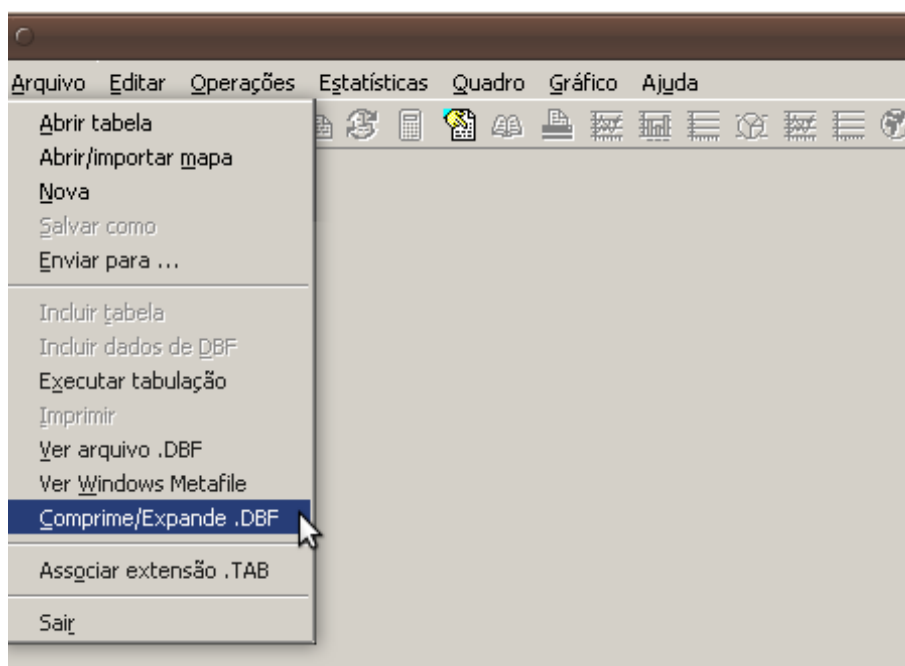 Arquivo Editar Operações Estatísticas Quadro Gráfico Ajuda
Abrir tabela
Abrir/importar mapa
Nova
Salvar como
Enviar para ...
Incluir tabela
Incluir dados de DBF
Executar tabulação
Imprimir
Ver arquivo .DBF
Ver Windows Metafile
Comprime/Expande .DBF
Associar extensão .TAB
Sair